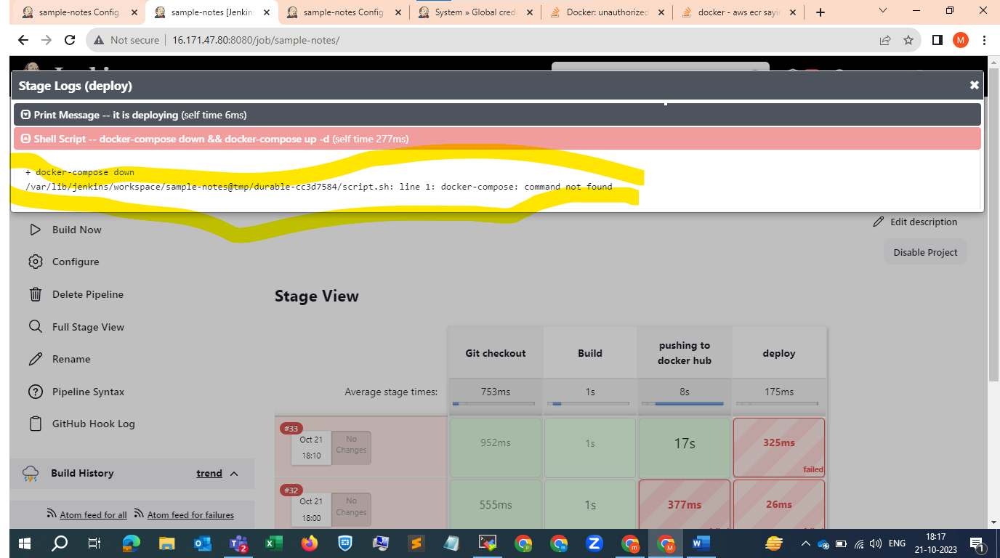 sample-notes Config
sample-notes [Jenkin
sample-notes Config
System » Global cred
Docker: unauthorized
docker - aws ecr sayin
Not secure
16.171.47.80:8080/job/sample-notes/
M
Stage Logs (deploy)
Print Message -- it is deploying (self time 6ms)
Shell Script -- docker-compose down && docker-compose up -d (self time 277ms)
+ docker-compose down
/var/lib/jenkins/workspace/sample-notes@tmp/durable-cc3d7584/script.sh: line 1: docker-compose: command not found
Build Now
Edit description
Configure
Disable Project
Delete Pipeline
Stage View
Full Stage View
Rename
Pipeline Syntax
GitHub Hook Log
Git checkout
Build
pushing to
docker hub
deploy
Average stage times:
753ms
1s
8s
175ms
#33
Oct 21
18:10
No
Changes
952ms
1s
17s
325ms
failed
Build History
trend
#32
Oct 21
18:00
No
Changes
555ms
1s
377ms
26ms
Atom feed for all
Atom feed for failures
2
ENG
18:17
21-10-2023
1